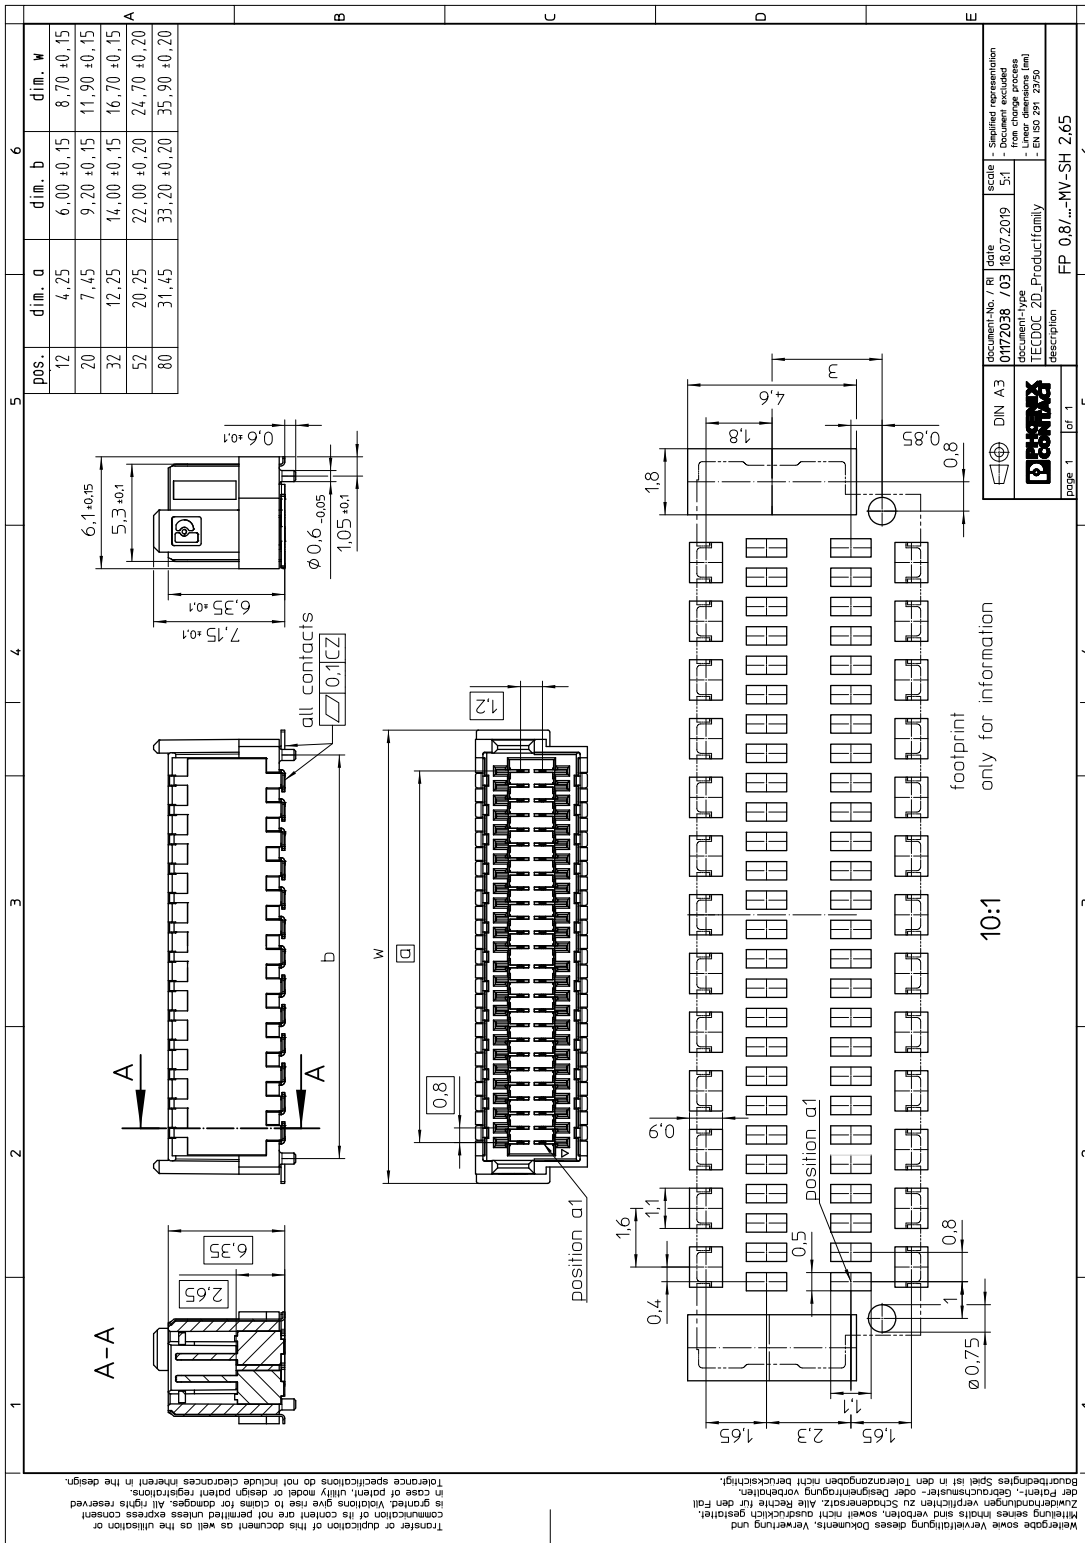 A
B
C
D
E
6
5
4
3
2
1
pos. dim. a dim. b dim. w
12 4,25 6,00 ±0,15 8,70 ±0,15
20 7,45 9,20 ±0,15 11,90 ±0,15
32 12,25 14,00 ±0,15 16,70 ±0,15
52 20,25 22,00 ±0,20 24,70 ±0,20
80 31,45 33,20 ±0,20 35,90 ±0,20
A-A
6,35
2,65
A
A
b
all contacts
0,1 CZ
6,1 ±0,15
5,3 ±0,1
0,6 ±0,1
6,35 ±0,1
7,15 ±0,1
Ø0,6 -0,05
1,05 ±0,1
w
a
0,8
1,2
position a1
1,8
1,8
4,6
3
0,85
0,8
1,6
1,1
0,9
0,4
0,5
position a1
0,8
1
Ø0,75
1,1
1,65
2,3
1,65
footprint
only for information
10:1
DIN A3
PHOENIX
CONTACT
page 1 of 1
document-No. / RI
01172038 / 03
date
18.07.2019
scale
5:1
- Simplified representation
- Document excluded
from change process
- Linear dimensions [mm]
- EN ISO 291 23/50
document-type
TECDOC 2D_Productfamily
description
FP 0,8/...-MV-SH 2,65
Transfer or duplication of this document as well as the utilisation or
communication of its content are not permitted unless express consent
is granted. Violations give rise to claims for damages. All rights reserved
in case of patent, utility model or design patent registrations.
Tolerance specifications do not include clearances inherent in the design.
Weitergabe sowie Vervielfältigung dieses Dokuments, Verwertung und
Mitteilung seines Inhalts sind verboten, soweit nicht ausdrücklich gestattet.
Zuwiderhandlungen verpflichten zu Schadenersatz. Alle Rechte für den Fall
der Patent-, Gebrauchsmuster- oder Designeintragung vorbehalten.
Bauartbedingtes Spiel ist in den Toleranzangaben nicht berücksichtigt.